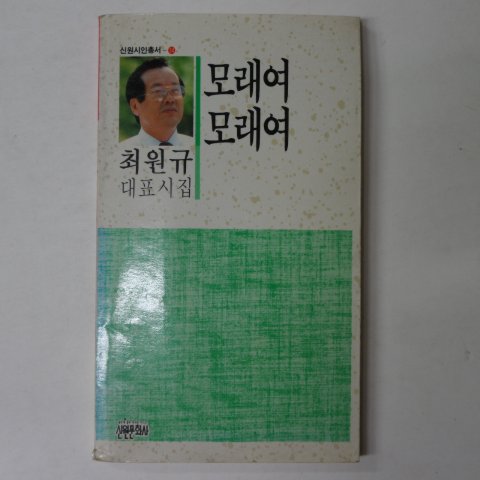 신원시인총서
모래여
모래여
최원규
대표시집
신원문화사